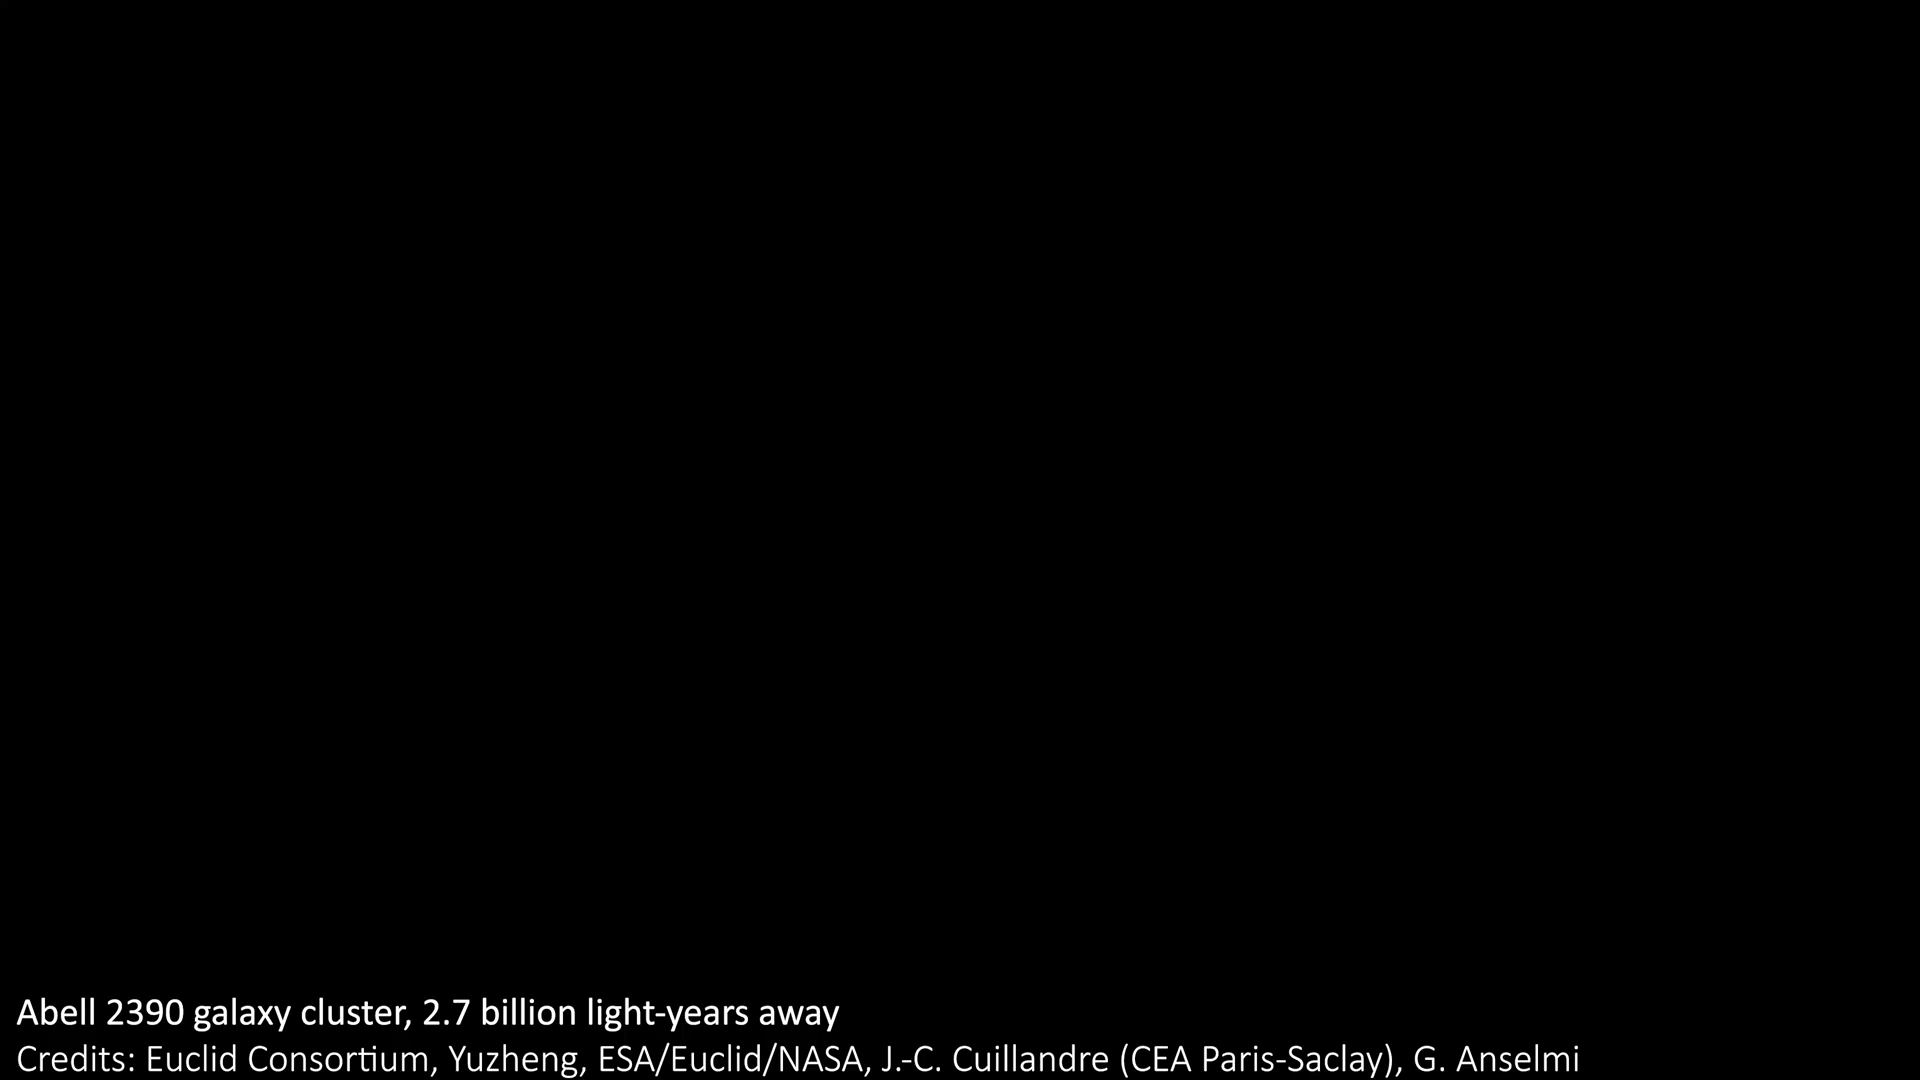 Abell 2390 galaxy cluster, 2.7 billion light-years away
Credits: Euclid Consortium, Yuzheng, ESA/Euclid/NASA, J.-C. Cuillandre (CEA Paris-Saclay), G. Anselmi